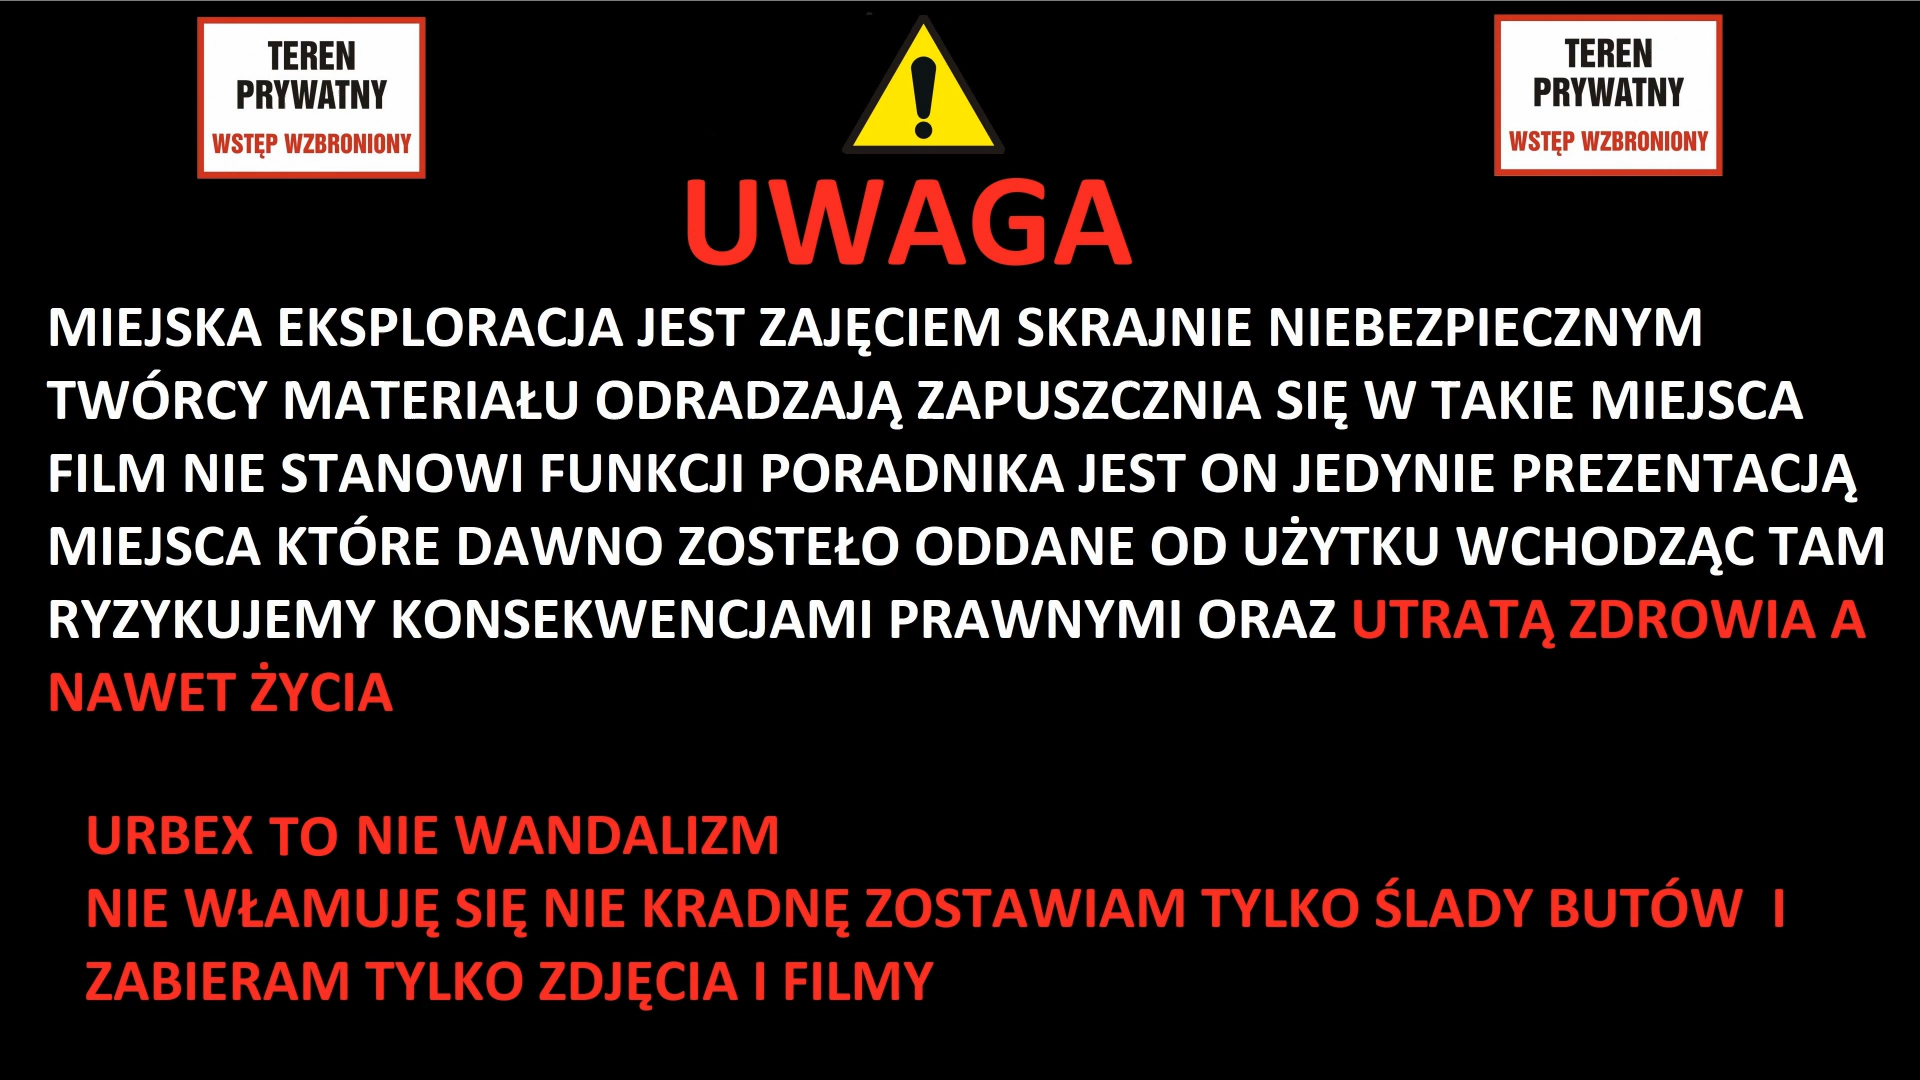 TEREN
PRYWATNY
WSTĘP WZBRONIONY
TEREN
PRYWATNY
WSTĘP WZBRONIONY
UWAGA
MIEJSKA EKSPLORACJA JEST ZAJĘCIEM SKRAJNIE NIEBEZPIECZNYM
TWÓRCY MATERIAŁU ODRADZAJĄ ZAPUSZCZNIA SIĘ W TAKIE MIEJSCA
FILM NIE STANOWI FUNKCJI PORADNIKA JEST ON JEDYNIE PREZENTACJĄ
MIEJSCA KTÓRE DAWNO ZOSTEŁO ODDANE OD UŻYTKU WCHODZĄC TAM
RYZYKUJEMY KONSEKWENCJAMI PRAWNYMI ORAZ UTRATĄ ZDROWIA A
NAWET ŻYCIA
URBEX TO NIE WANDALIZM
NIE WŁAMUJĘ SIĘ NIE KRADNĘ ZOSTAWIAM TYLKO ŚLADY BUTÓW I
ZABIERAM TYLKO ZDJĘCIA I FILMY